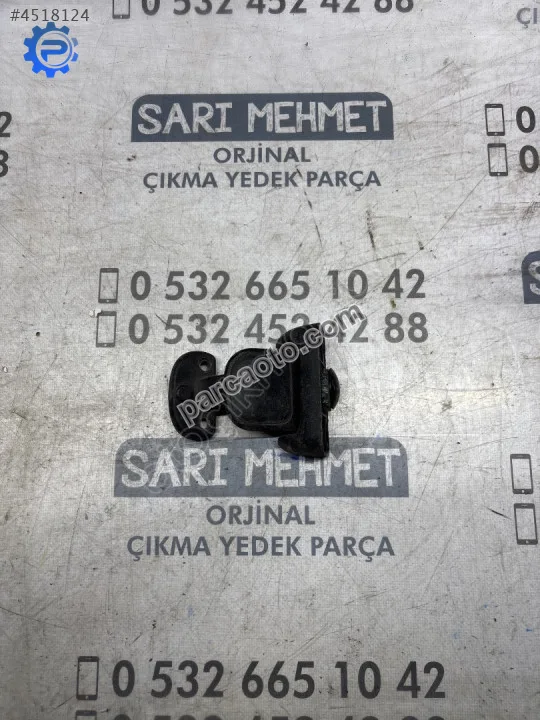 #4518124
0 532 452 42 88
SARI MEHMET
ORJİNAL
ÇIKMA YEDEK PARÇA
0 532 665 10 42
0 532 452 42 88
parcaoto.com
SARI MEHMET
ORJİNAL
ÇIKMA YEDEK PARÇA
0 532 665 10 42